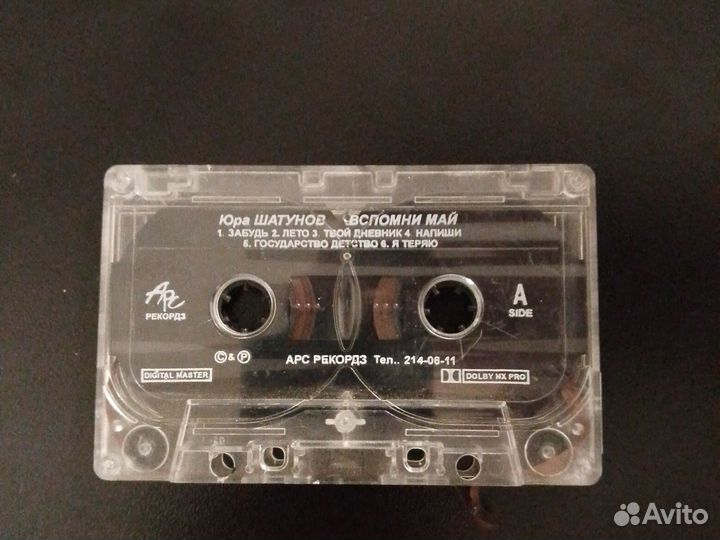 Юра ШАТУНОВ ВСПОМНИ МАЙ
1. ЗАБУДЬ 2. ЛЕТО 3. ТВОЙ ДНЕВНИК 4. НАПИШИ
5. ГОСУДАРСТВО ДЕТСТВО 6. Я ТЕРЯЮ
АРС
РЕКОРДЗ
A
SIDE
©&℗ АРС РЕКОРДЗ Тел.. 214-06-11
DIGITAL MASTER
DOLBY HX PRO
Avito